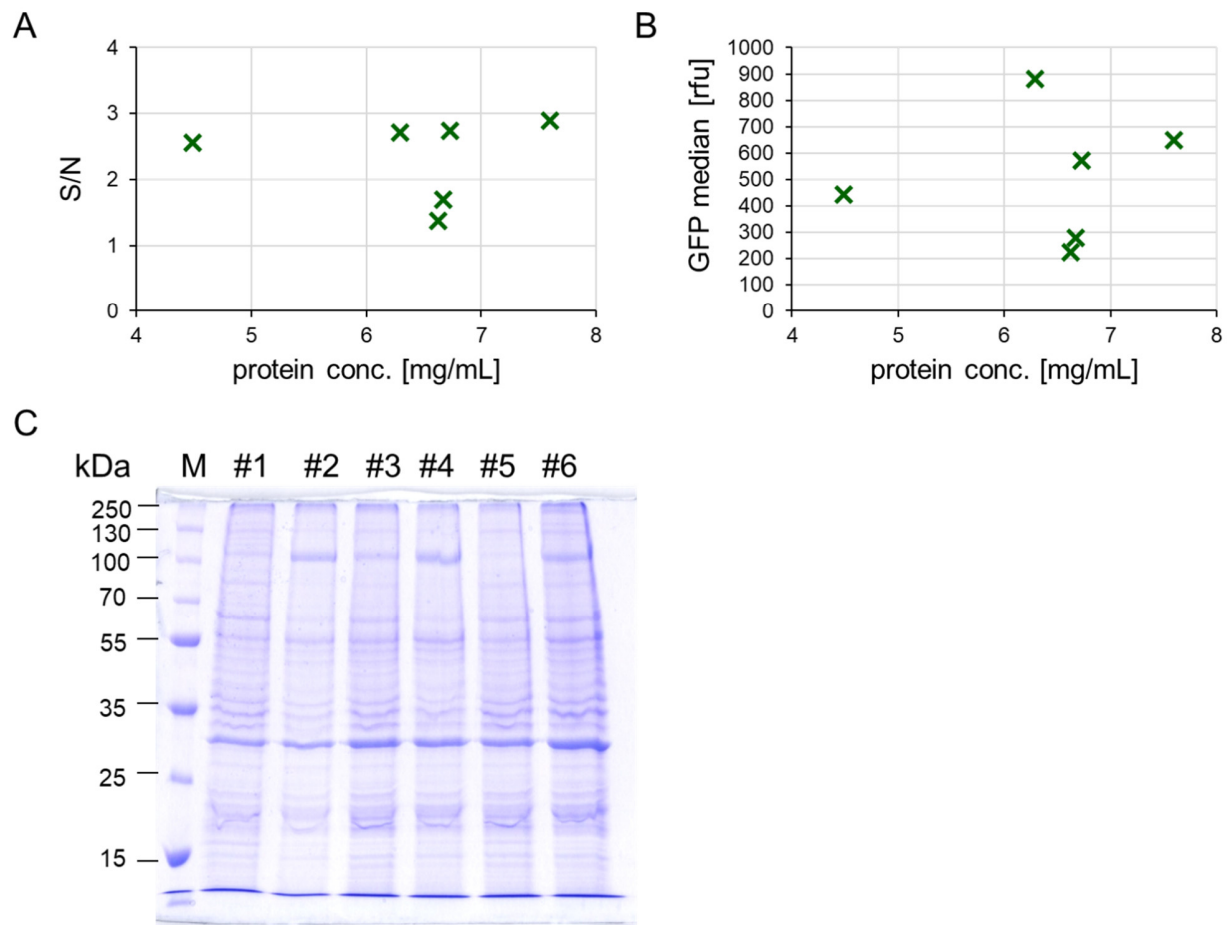 A
S/N
4
3
2
1
0
4 5 6 7 8
protein conc. [mg/mL]
B
GFP median [rfu]
1000
900
800
700
600
500
400
300
200
100
0
4 5 6 7 8
protein conc. [mg/mL]
C
kDa M #1 #2 #3 #4 #5 #6
250
130
100
70
55
35
25
15